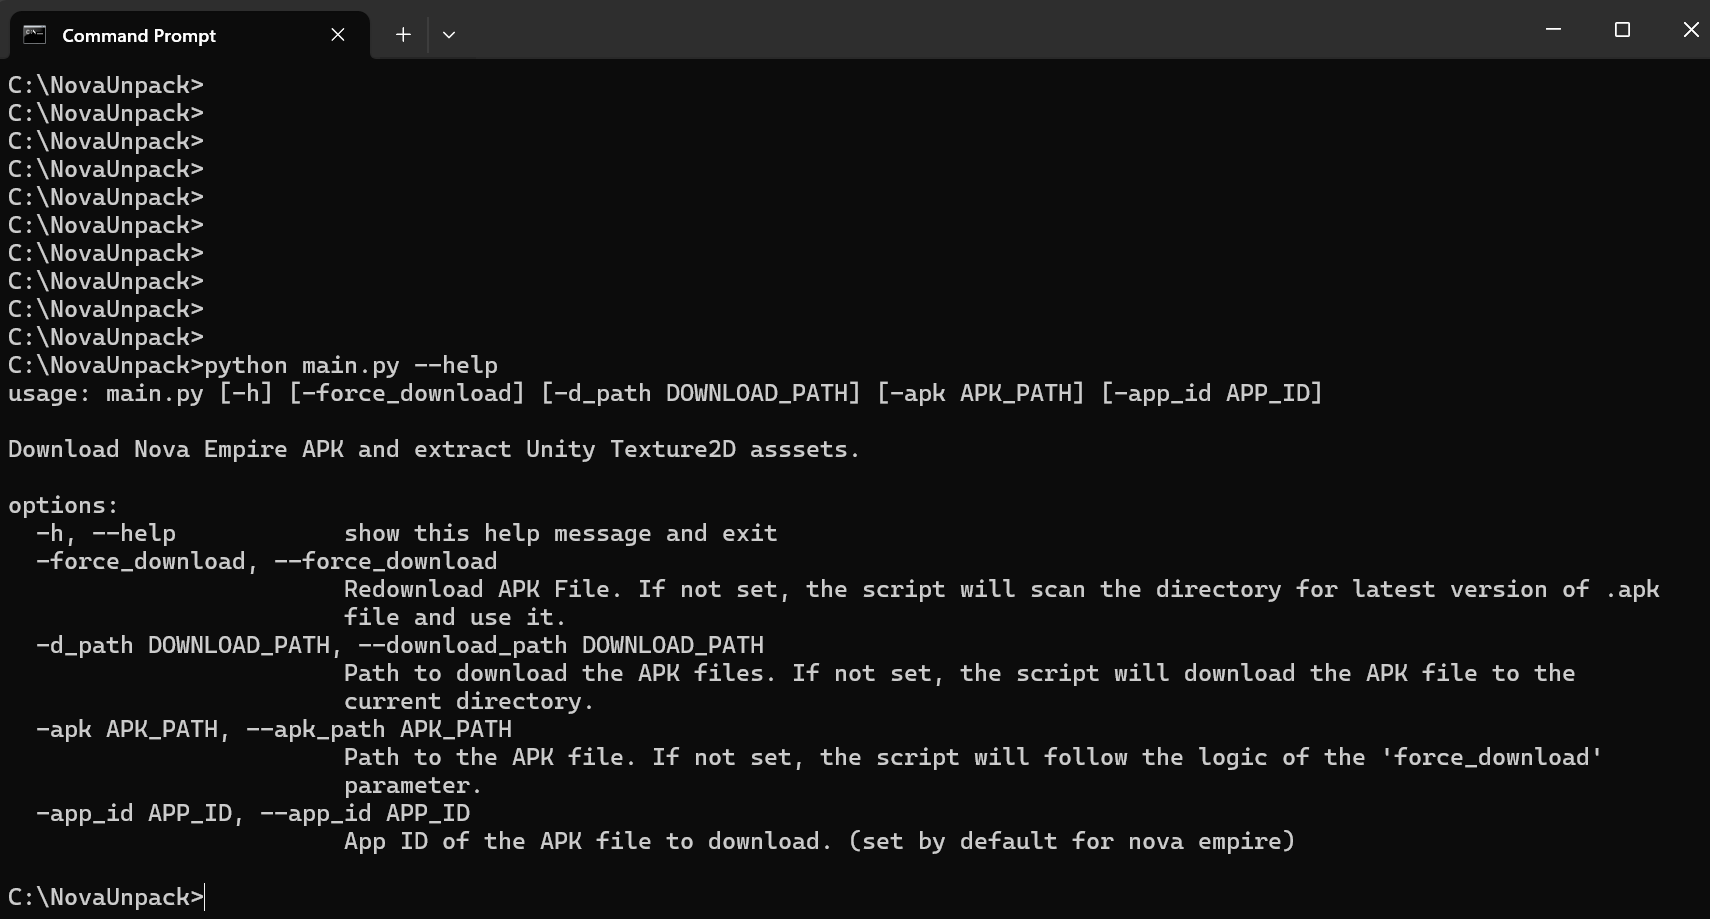 Command Prompt
C:\NovaUnpack>
C:\NovaUnpack>
C:\NovaUnpack>
C:\NovaUnpack>
C:\NovaUnpack>
C:\NovaUnpack>
C:\NovaUnpack>
C:\NovaUnpack>
C:\NovaUnpack>
C:\NovaUnpack>
C:\NovaUnpack>python main.py --help
usage: main.py [-h] [-force_download] [-d_path DOWNLOAD_PATH] [-apk APK_PATH] [-app_id APP_ID]
Download Nova Empire APK and extract Unity Texture2D asssets.
options:
-h, --help show this help message and exit
-force_download, --force_download
Redownload APK File. If not set, the script will scan the directory for latest version of .apk
file and use it.
-d_path DOWNLOAD_PATH, --download_path DOWNLOAD_PATH
Path to download the APK files. If not set, the script will download the APK file to the
current directory.
-apk APK_PATH, --apk_path APK_PATH
Path to the APK file. If not set, the script will follow the logic of the 'force_download'
parameter.
-app_id APP_ID, --app_id APP_ID
App ID of the APK file to download. (set by default for nova empire)
C:\NovaUnpack>